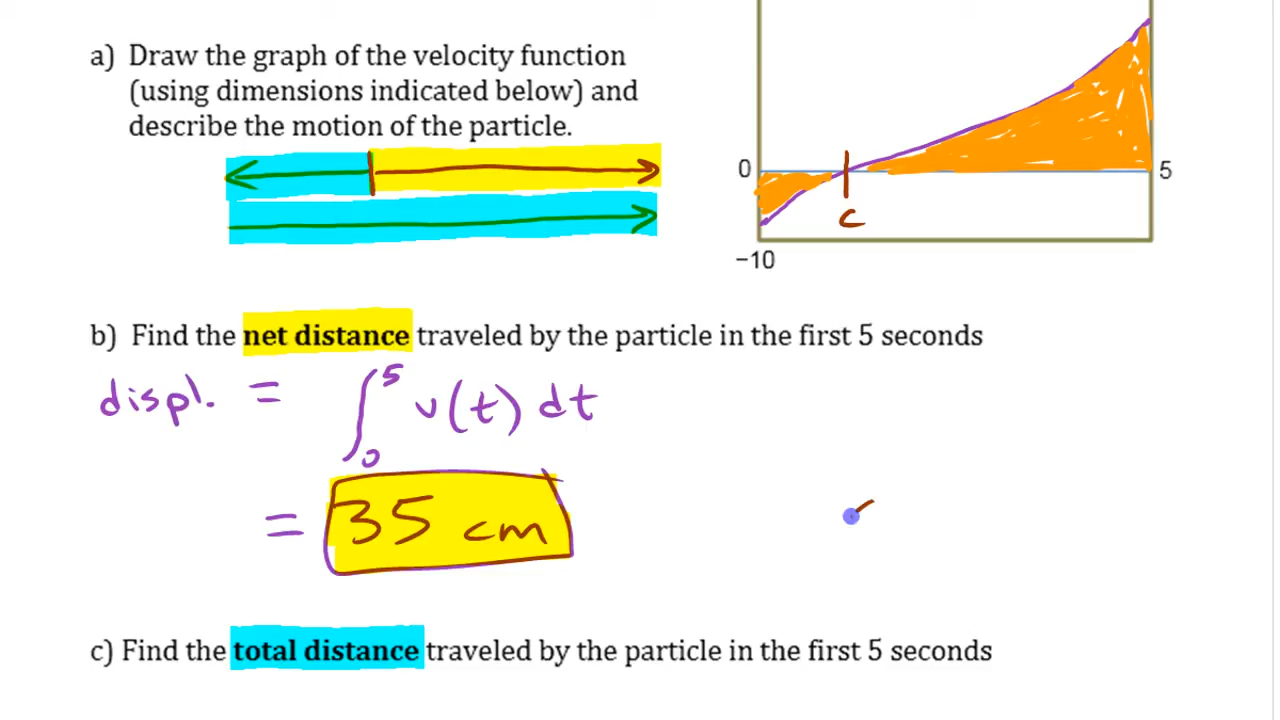 a) Draw the graph of the velocity function
(using dimensions indicated below) and
describe the motion of the particle.
0
5
c
−10
b) Find the net distance traveled by the particle in the first 5 seconds
displ. = ∫₀⁵ v(t) dt
= 35 cm
c) Find the total distance traveled by the particle in the first 5 seconds